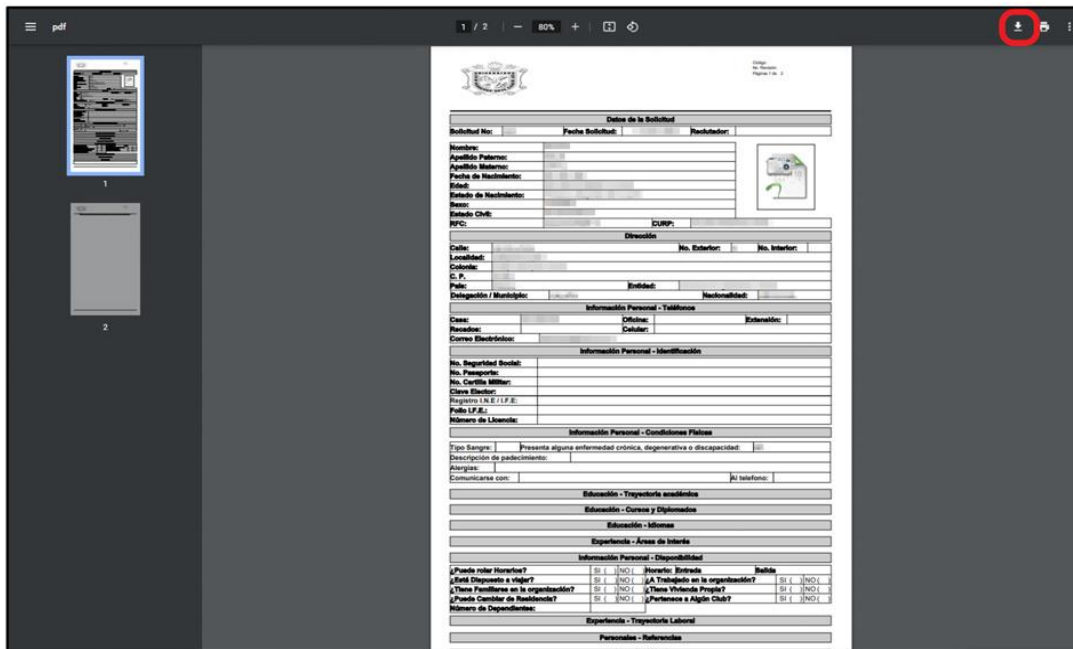 pdf
1 / 2 − 80% +
1
2
Código:
No. Revisión:
Páginas 1 de 2
Datos de la Solicitud
Solicitud No: Fecha Solicitud: Reclutador:
Nombre:
Apellido Paterno:
Apellido Materno:
Fecha de Nacimiento:
Edad:
Estado de Nacimiento:
Sexo:
Estado Civil:
RFC: CURP:
Dirección
Calle: No. Exterior: No. Interior:
Localidad:
Colonia:
C. P.
País: Entidad:
Delegación / Municipio: Nacionalidad:
Información Personal - Teléfonos
Casa: Oficina: Extensión:
Recados: Celular:
Correo Electrónico:
Información Personal - Identificación
No. Seguridad Social:
No. Pasaporte:
No. Cartilla Militar:
Clave Elector:
Registro I.N.E / I.F.E:
Folio I.F.E.:
Número de Licencia:
Información Personal - Condiciones Físicas
Tipo Sangre: Presenta alguna enfermedad crónica, degenerativa o discapacidad:
Descripción de padecimiento:
Alergias:
Comunicarse con: Al telefono:
Educación - Trayectoria académica
Educación - Cursos y Diplomados
Educación - Idiomas
Experiencia - Áreas de Interés
Información Personal - Disponibilidad
¿Puede rolar Horarios? SI ( ) NO ( ) Horario: Entrada Salida
¿Está Dispuesto a viajar? SI ( ) NO ( ) ¿A Trabajado en la organización? SI ( ) NO ( )
¿Tiene Familiares en la organización? SI ( ) NO ( ) ¿Tiene Vivienda Propia? SI ( ) NO ( )
¿Puede Cambiar de Residencia? SI ( ) NO ( ) ¿Pertenece a Algún Club? SI ( ) NO ( )
Número de Dependientes:
Experiencia - Trayectoria Laboral
Personales - Referencias